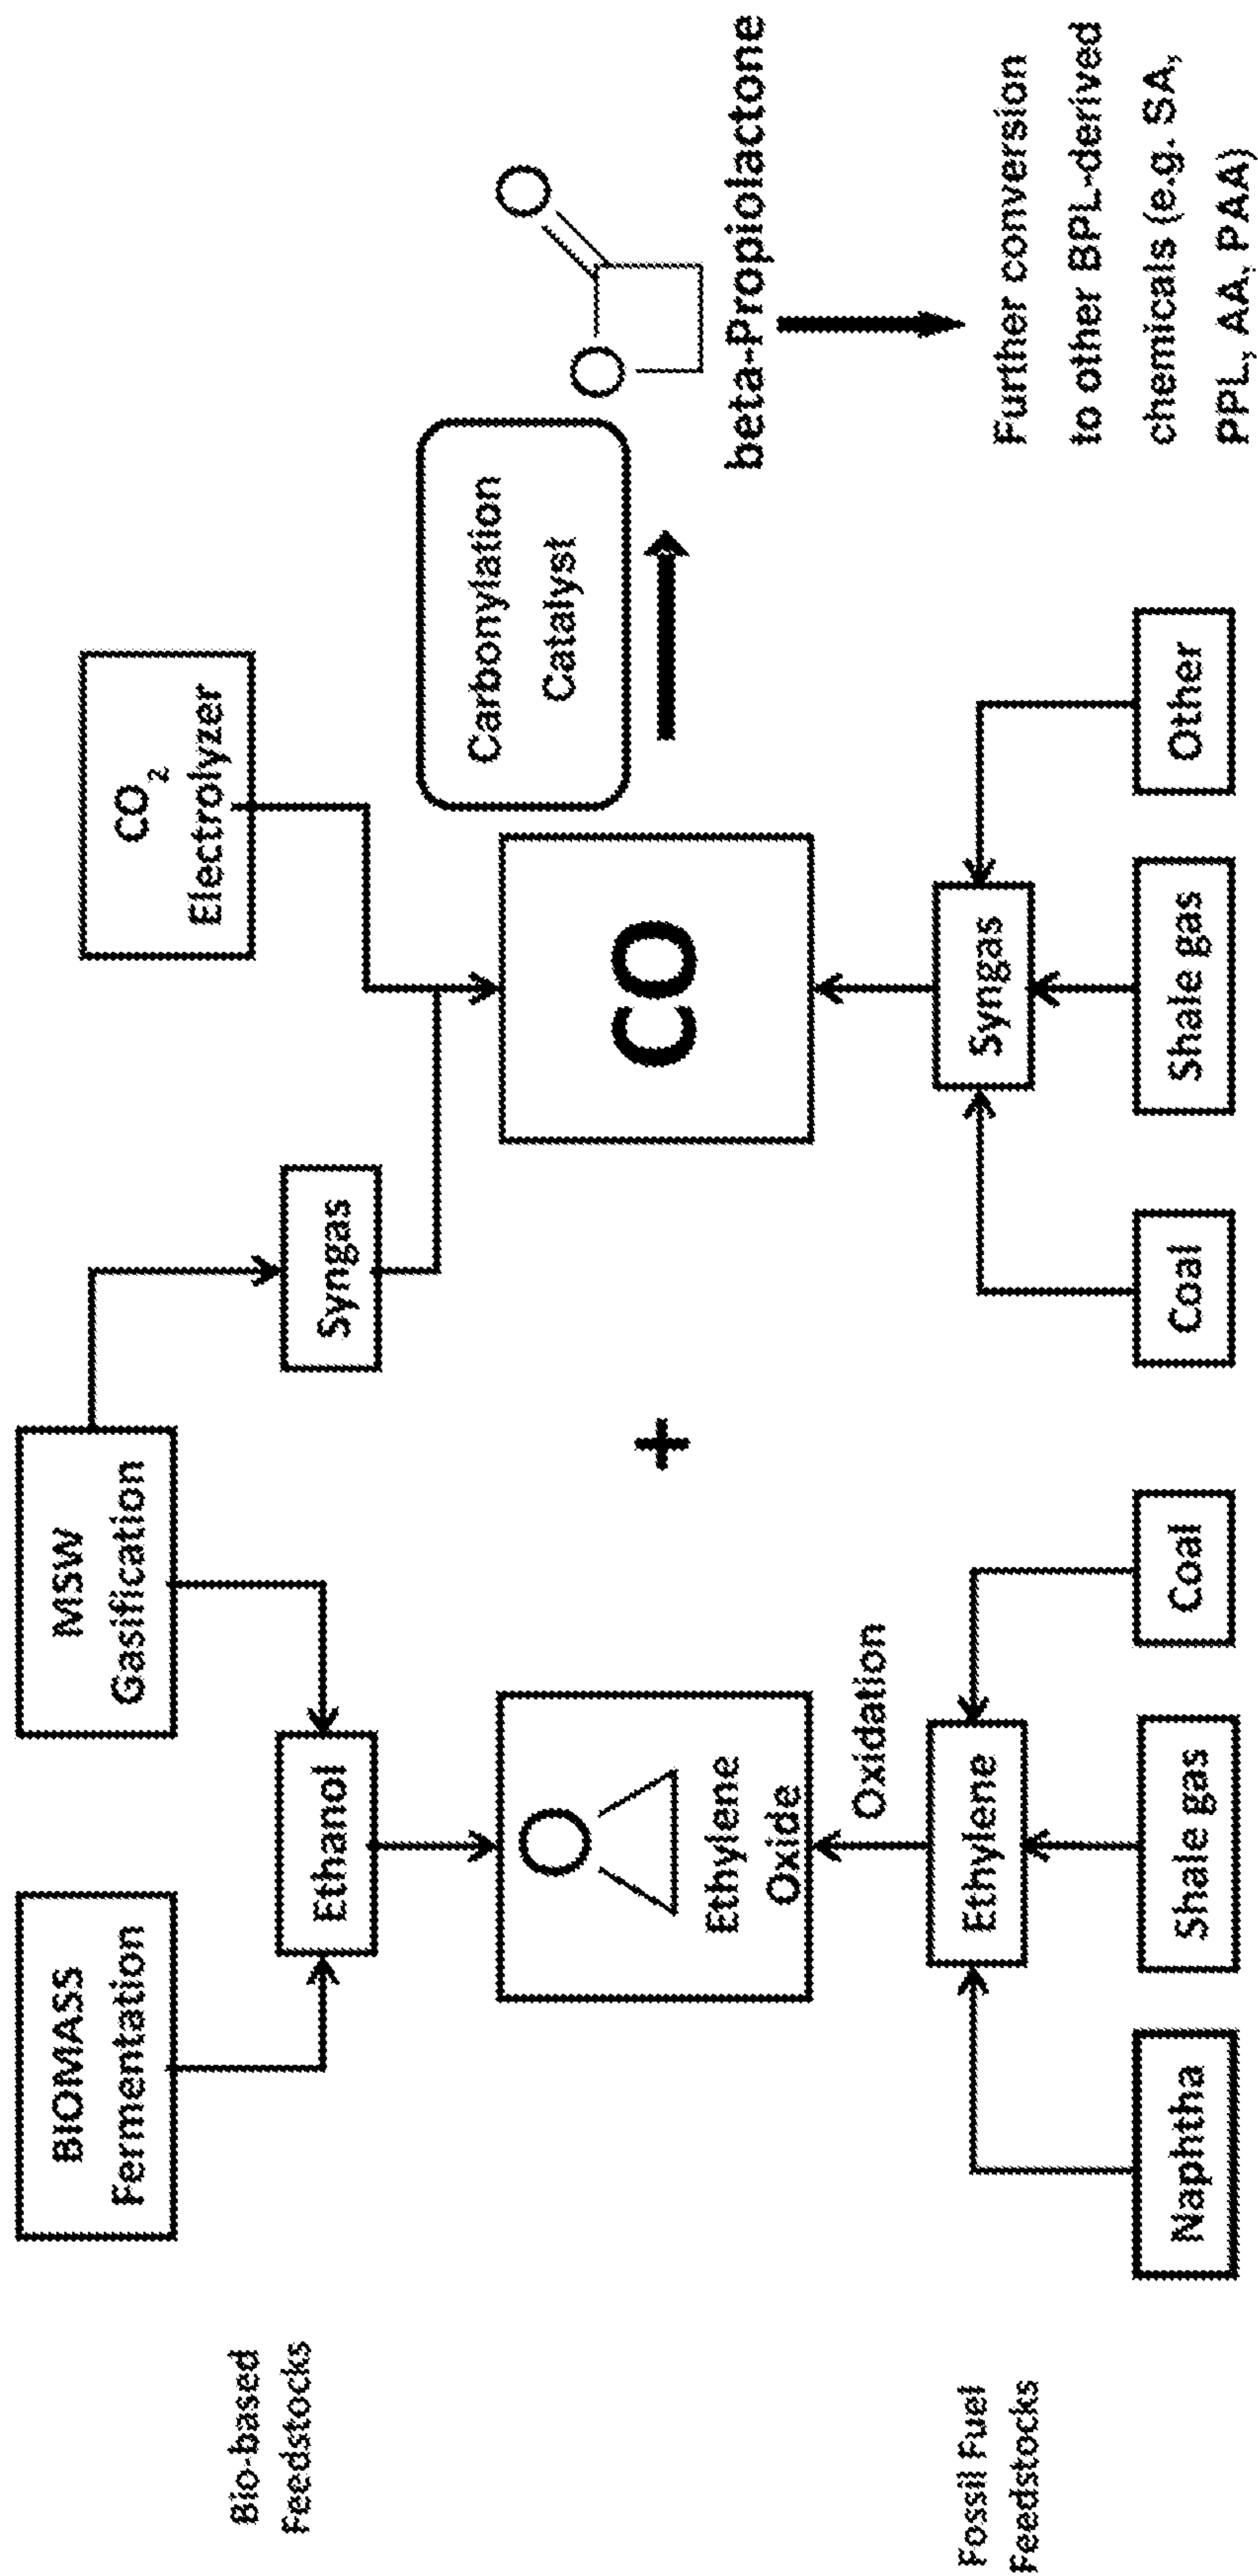 Bio-based
Feedstocks
BIOMASS
Fermentation
MSW
Gasification
CO2
Electrolyzer
Ethanol
Syngas
O
Ethylene
Oxide
+
CO
Carbonylation
Catalyst
O
O
beta-Propiolactone
Oxidation
Fossil Fuel
Feedstocks
Ethylene
Syngas
Naphtha
Shale gas
Coal
Coal
Shale gas
Other
Further conversion
to other BPL-derived
chemicals (e.g. SA,
PPL, AA, PAA)